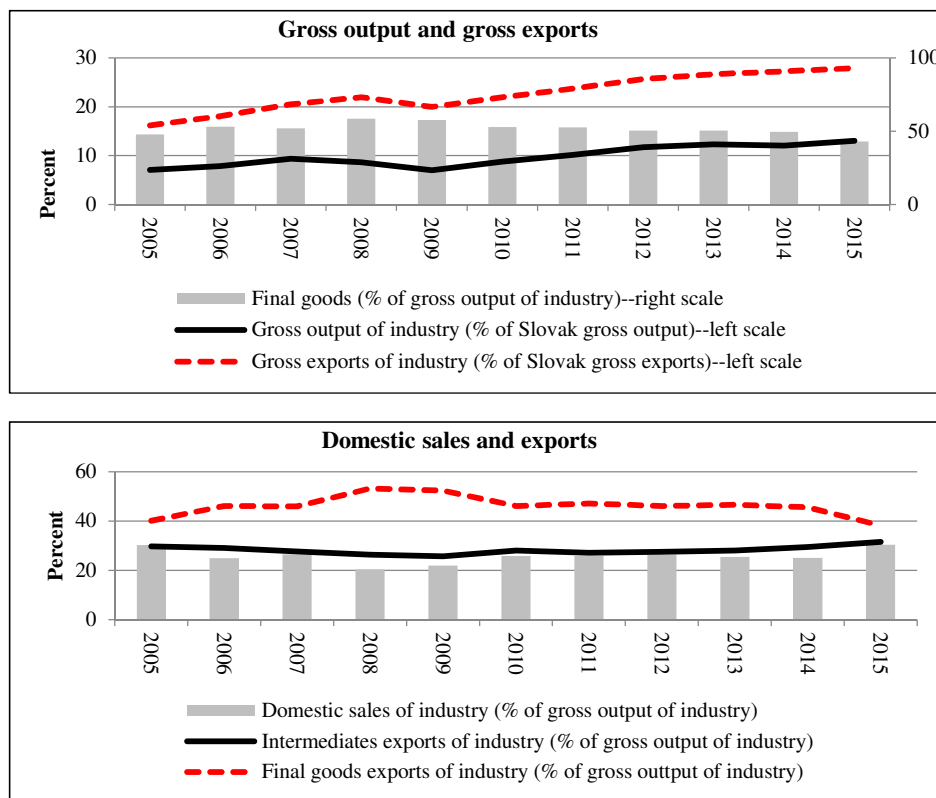 Gross output and gross exports
30
20
10
0
Percent
100
50
0
2005 2006 2007 2008 2009 2010 2011 2012 2013 2014 2015
Final goods (% of gross output of industry)--right scale
Gross output of industry (% of Slovak gross output)--left scale
Gross exports of industry (% of Slovak gross exports)--left scale
Domestic sales and exports
60
40
20
0
Percent
2005 2006 2007 2008 2009 2010 2011 2012 2013 2014 2015
Domestic sales of industry (% of gross output of industry)
Intermediates exports of industry (% of gross output of industry)
Final goods exports of industry (% of gross outtput of industry)